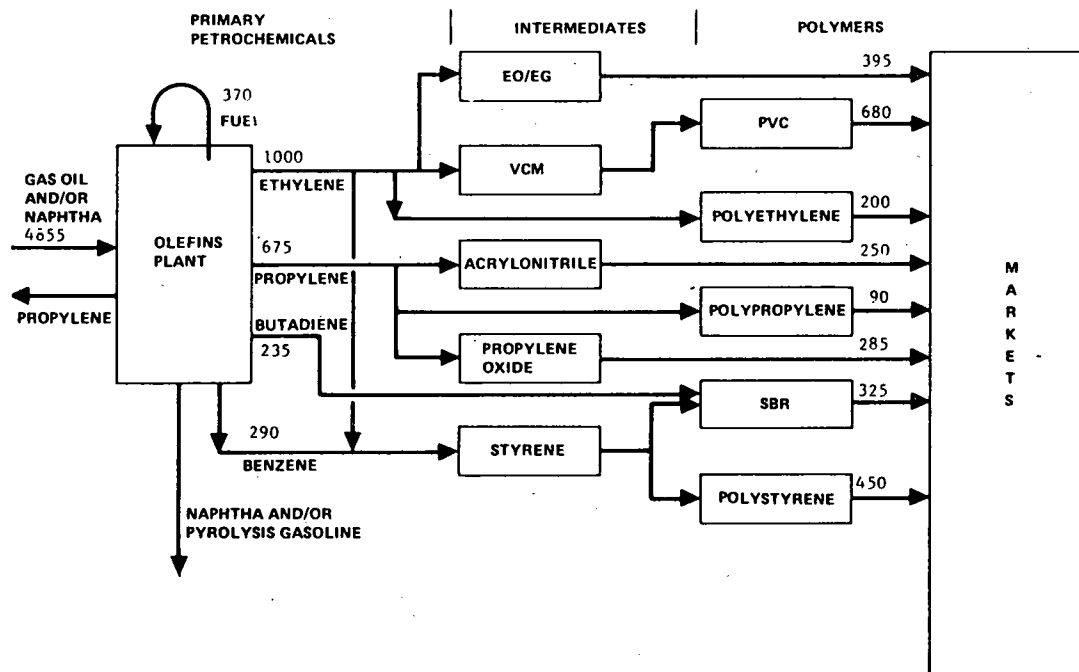 PRIMARY
PETROCHEMICALS
INTERMEDIATES
POLYMERS
370
FUEL
EO/EG
395
PVC
680
1000
ETHYLENE
VCM
GAS OIL
AND/OR
NAPHTHA
4855
OLEFINS
PLANT
POLYETHYLENE
200
675
PROPYLENE
ACRYLONITRILE
250
PROPYLENE
POLYPROPYLENE
90
BUTADIENE
235
PROPYLENE
OXIDE
285
SBR
325
290
BENZENE
STYRENE
POLYSTYRENE
450
NAPHTHA AND/OR
PYROLYSIS GASOLINE
M
A
R
K
E
T
S